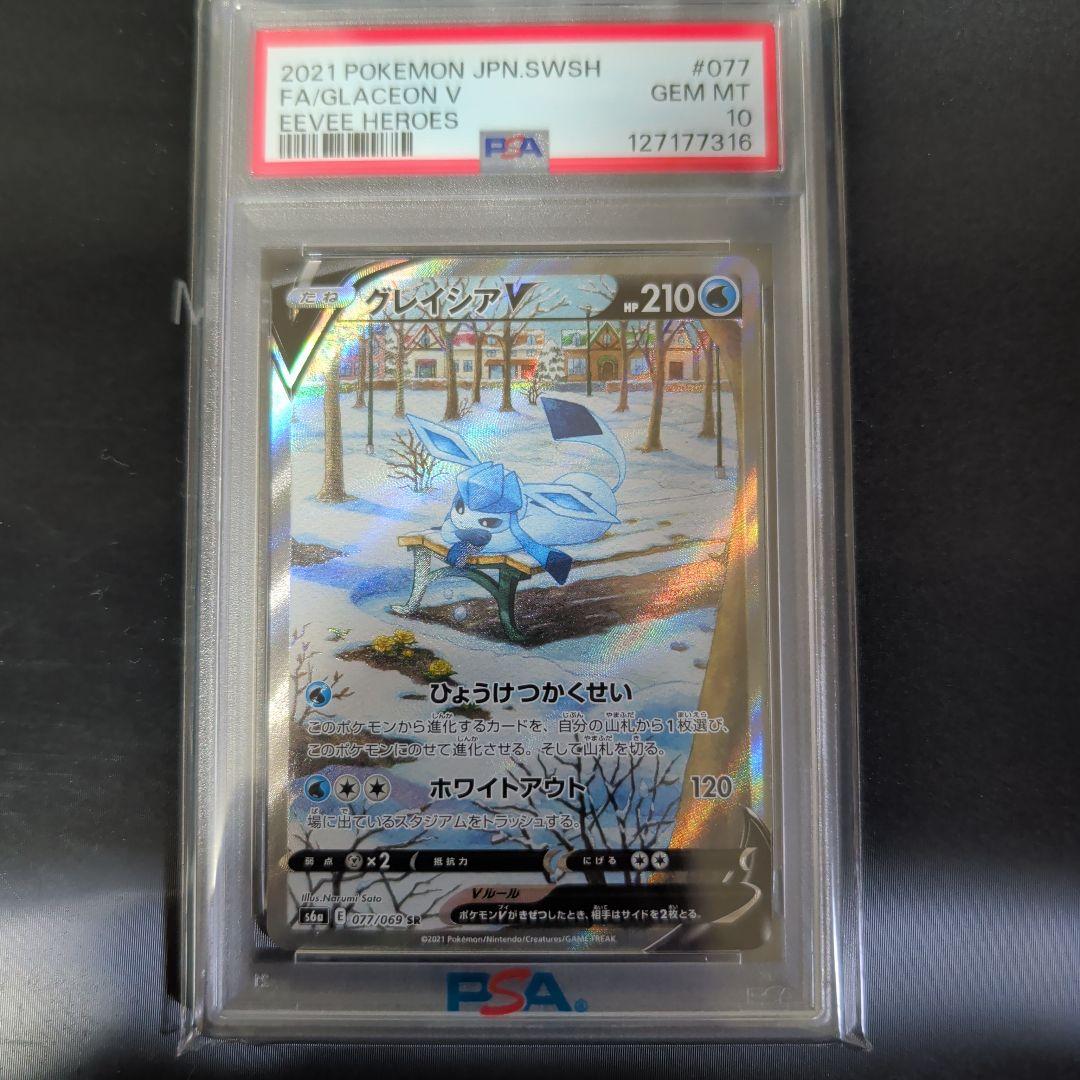 2021 POKEMON JPN.SWSH #077
FA/GLACEON V GEM MT
EEVEE HEROES 10
PSA 127177316
たね グレイシアV HP210
ひょうけつかくせい
このポケモンから進化するカードを、自分の山札から1枚選び、
このポケモンにのせて進化させる。そして山札を切る。
ホワイトアウト 120
場に出ているスタジアムをトラッシュする。
弱点 ×2 抵抗力 にげる
Illus.Narumi Sato
Vルール
s6a E 077/069 SR
ポケモンVがきぜつしたとき、相手はサイドを2枚とる。
©2021 Pokémon/Nintendo/Creatures/GAME FREAK
PSA®